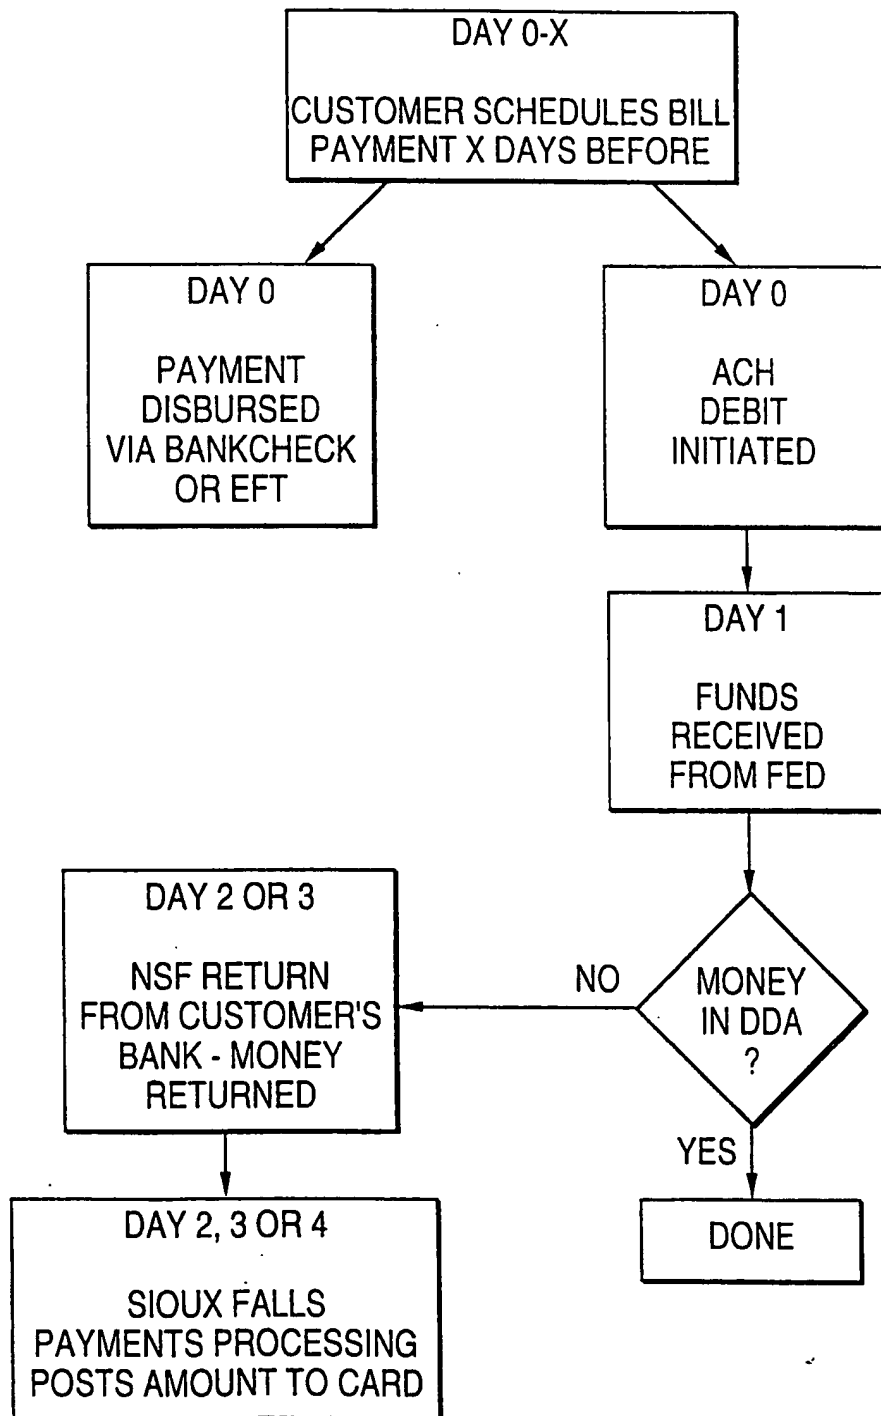 DAY 0-X
CUSTOMER SCHEDULES BILL
PAYMENT X DAYS BEFORE
DAY 0
PAYMENT
DISBURSED
VIA BANKCHECK
OR EFT
DAY 0
ACH
DEBIT
INITIATED
DAY 1
FUNDS
RECEIVED
FROM FED
MONEY
IN DDA
?
NO
YES
DAY 2 OR 3
NSF RETURN
FROM CUSTOMER'S
BANK - MONEY
RETURNED
DONE
DAY 2, 3 OR 4
SIOUX FALLS
PAYMENTS PROCESSING
POSTS AMOUNT TO CARD